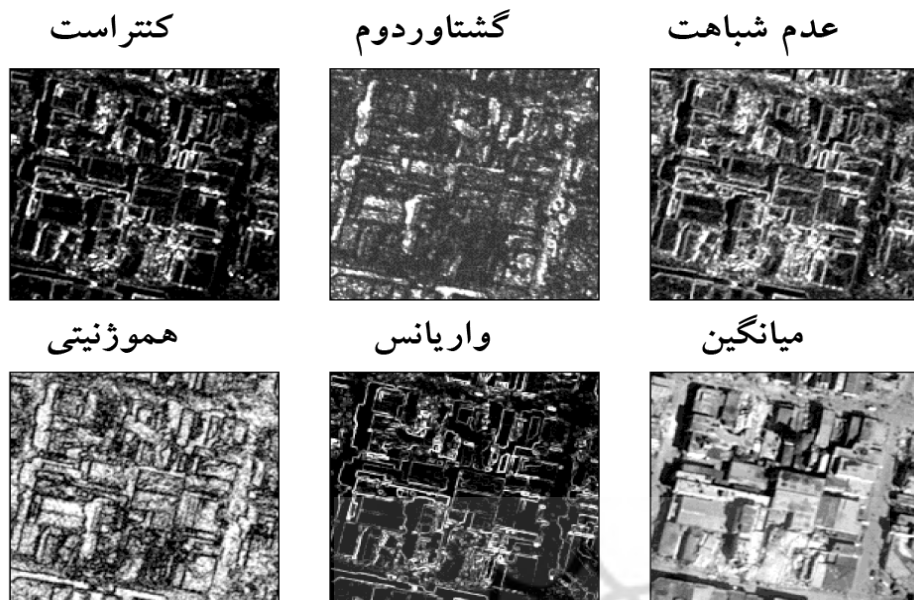 عدم شباهت
گشتاوردوم
کنتراست
میانگین
واریانس
هموژنیتی